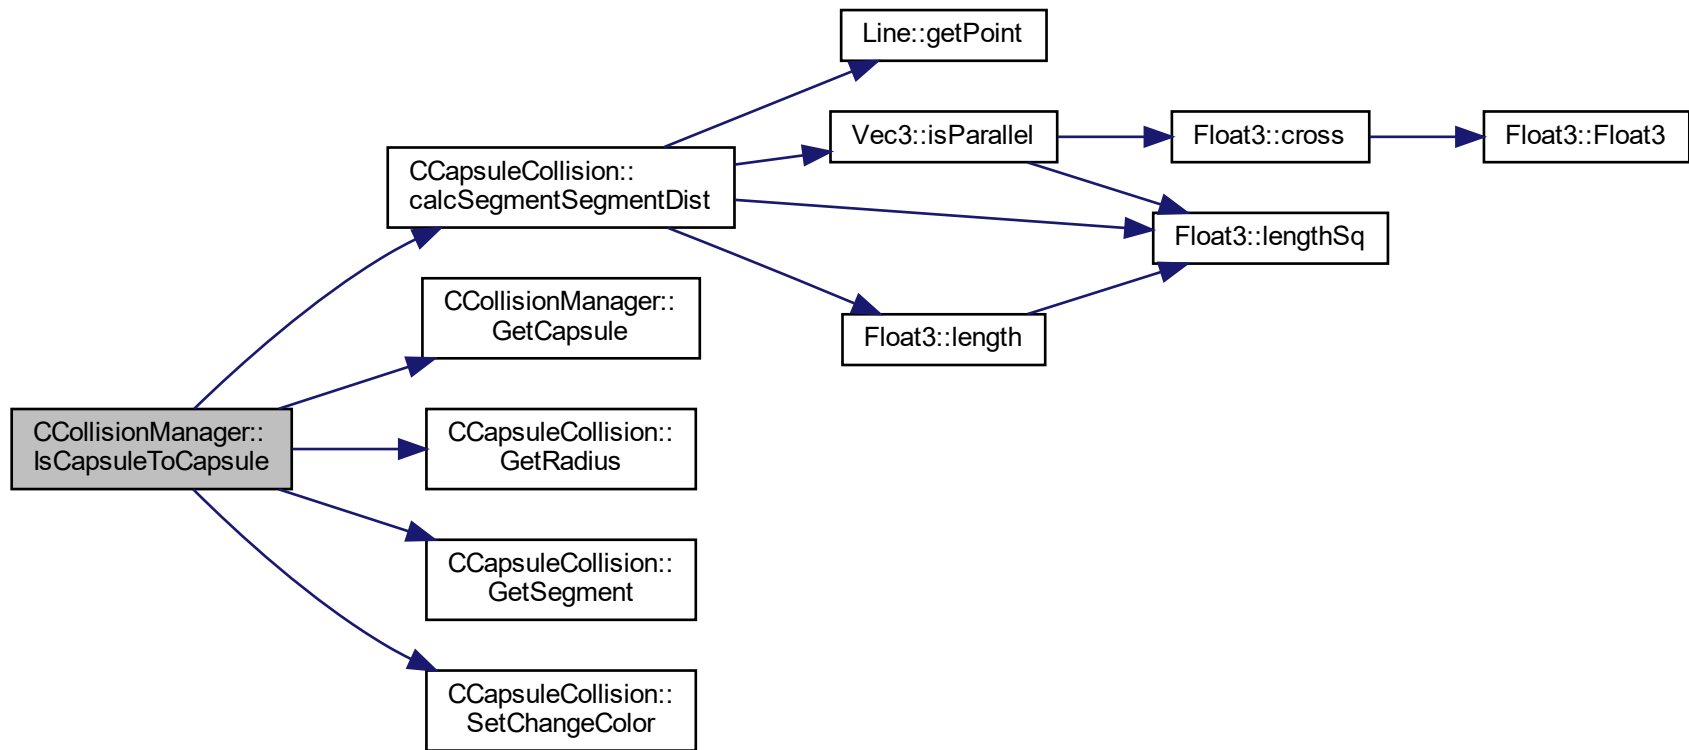 Line::getPoint
Vec3::isParallel
Float3::cross
Float3::Float3
CCapsuleCollision::
calcSegmentSegmentDist
Float3::lengthSq
CCollisionManager::
GetCapsule
Float3::length
CCollisionManager::
IsCapsuleToCapsule
CCapsuleCollision::
GetRadius
CCapsuleCollision::
GetSegment
CCapsuleCollision::
SetChangeColor